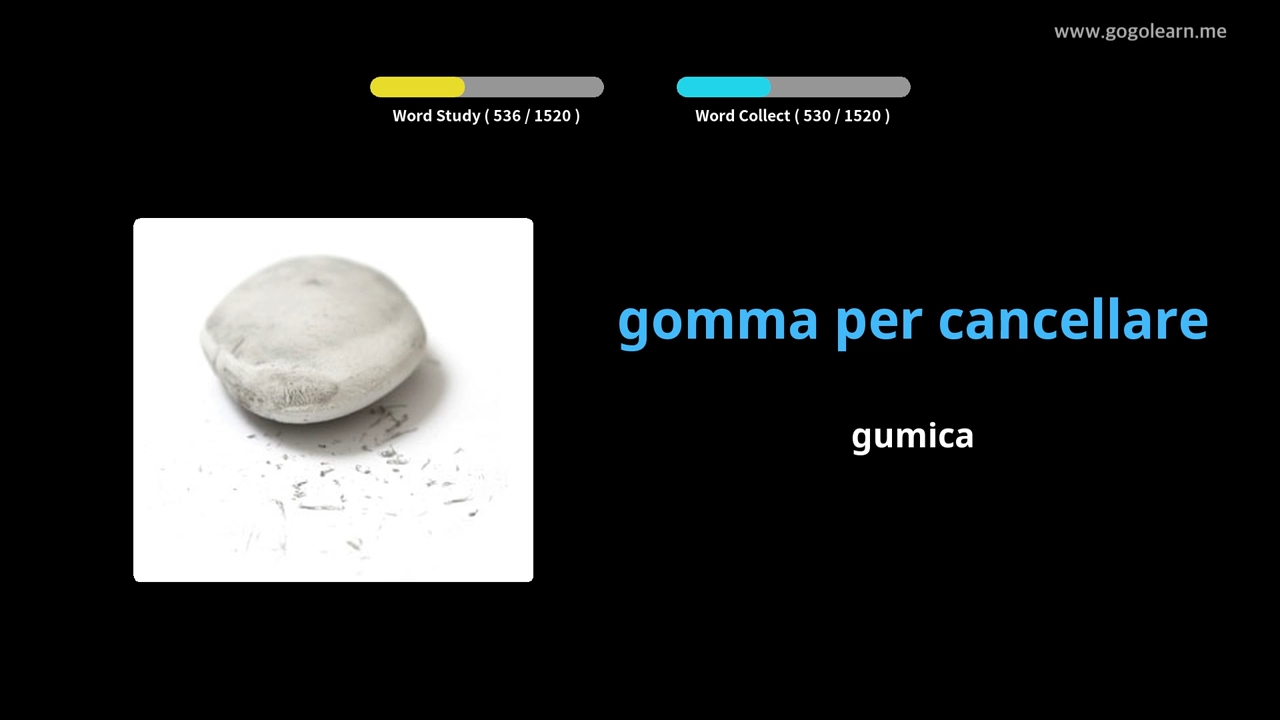 www.gogolearn.me
Word Study ( 536 / 1520 )
Word Collect ( 530 / 1520 )
gomma per cancellare
gumica